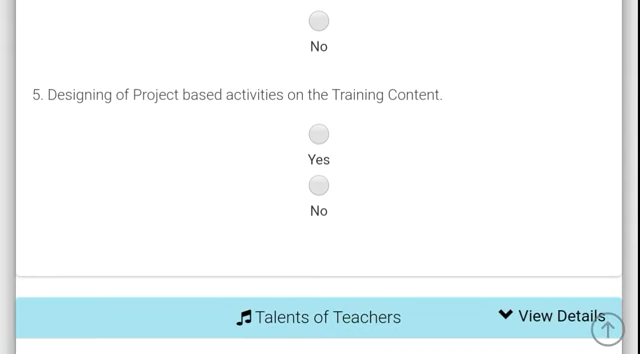 No
5. Designing of Project based activities on the Training Content.
Yes
No
Talents of Teachers
View Details